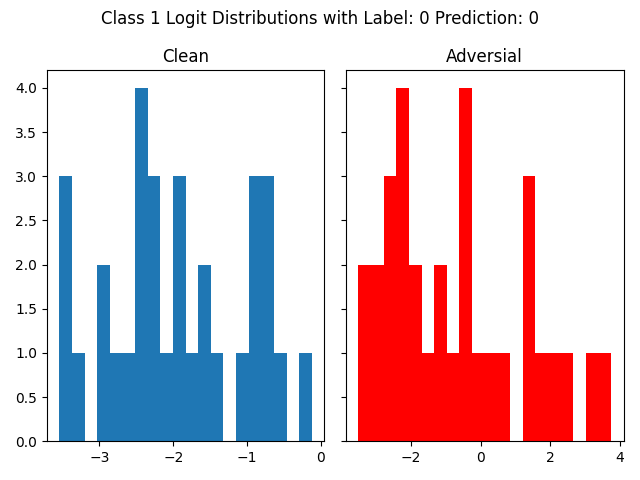 Class 1 Logit Distributions with Label: 0 Prediction: 0
Clean
Adversial
4.0
3.5
3.0
2.5
2.0
1.5
1.0
0.5
0.0
−3 −2 −1 0
−2 0 2 4